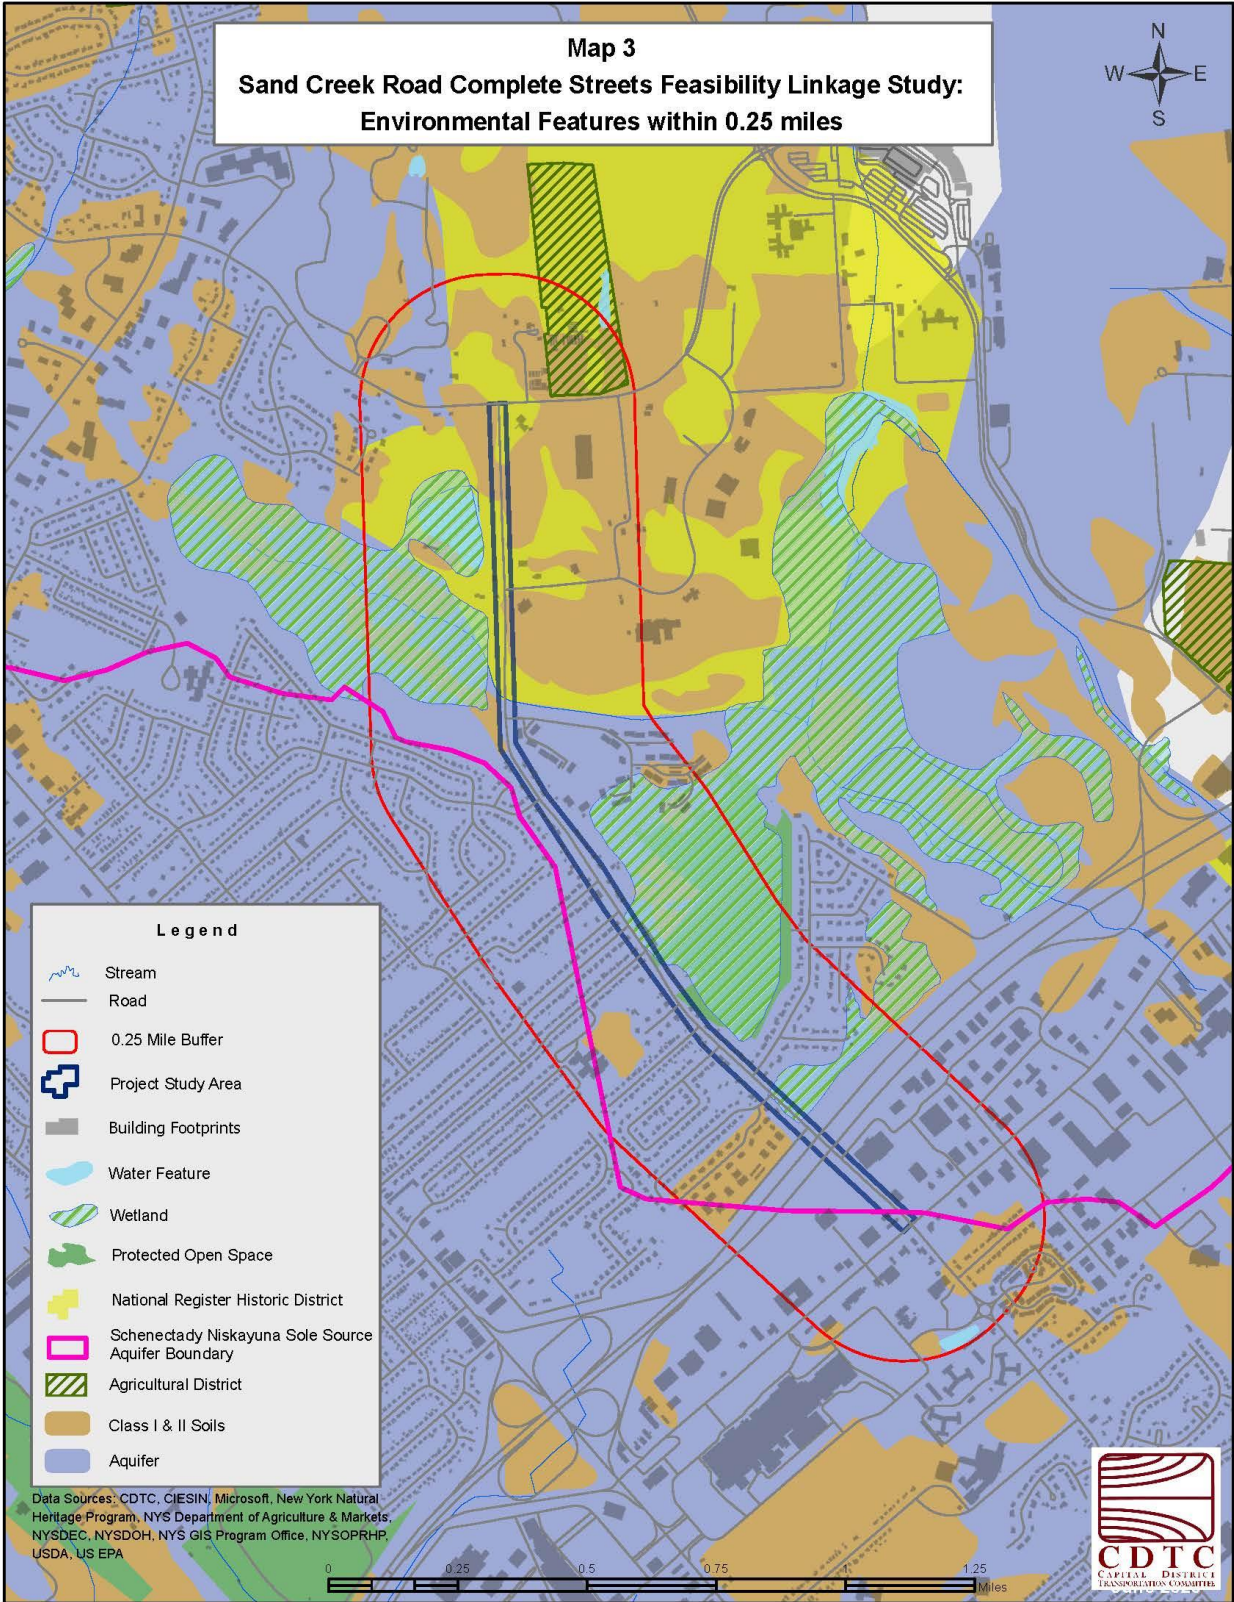 Map 3
Sand Creek Road Complete Streets Feasibility Linkage Study:
Environmental Features within 0.25 miles
N
W E
S
Legend
Stream
Road
0.25 Mile Buffer
Project Study Area
Building Footprints
Water Feature
Wetland
Protected Open Space
National Register Historic District
Schenectady Niskayuna Sole Source
Aquifer Boundary
Agricultural District
Class I & II Soils
Aquifer
Data Sources: CDTC, CIESIN, Microsoft, New York Natural
Heritage Program, NYS Department of Agriculture & Markets,
NYSDEC, NYSDOH, NYS GIS Program Office, NYSOPRHP,
USDA, US EPA
0 0.25 0.5 0.75 1 1.25
Miles
CDTC
CAPITAL DISTRICT
TRANSPORTATION COMMITTEE